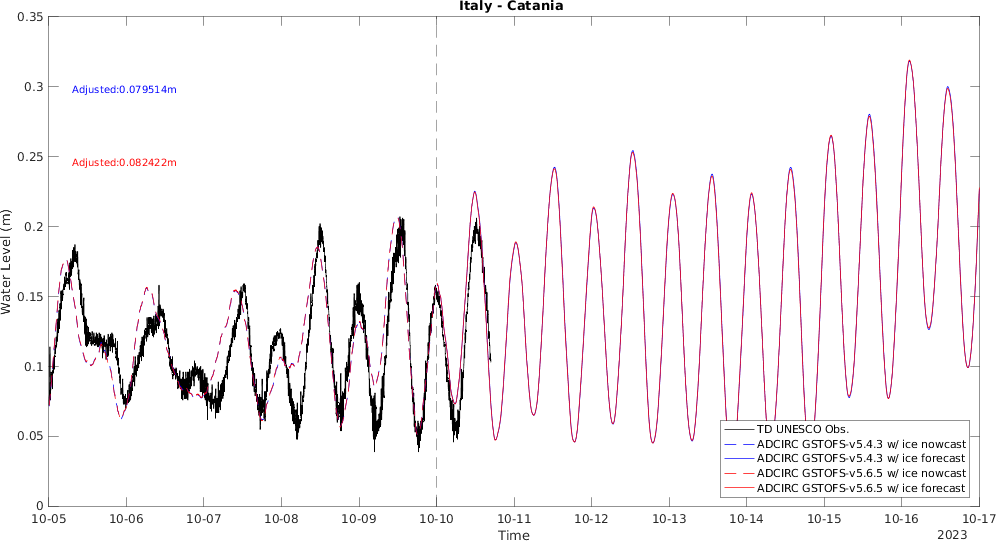 Italy - Catania
0.35
0.3
0.25
0.2
0.15
0.1
0.05
0
Water Level (m)
Adjusted:0.079514m
Adjusted:0.082422m
TD UNESCO Obs.
ADCIRC GSTOFS-v5.4.3 w/ ice nowcast
ADCIRC GSTOFS-v5.4.3 w/ ice forecast
ADCIRC GSTOFS-v5.6.5 w/ ice nowcast
ADCIRC GSTOFS-v5.6.5 w/ ice forecast
10-05 10-06 10-07 10-08 10-09 10-10 10-11 10-12 10-13 10-14 10-15 10-16 10-17
Time
2023